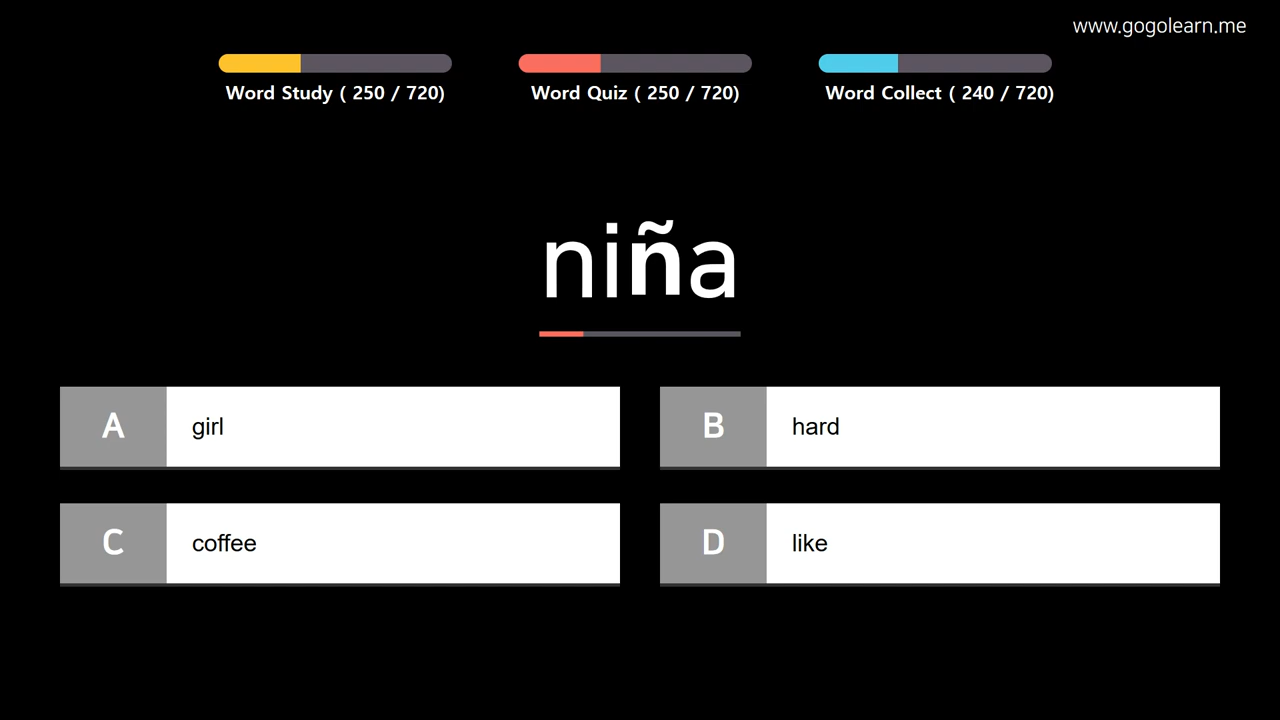 www.gogolearn.me
Word Study ( 250 / 720)
Word Quiz ( 250 / 720)
Word Collect ( 240 / 720)
niña
A girl
B hard
C coffee
D like